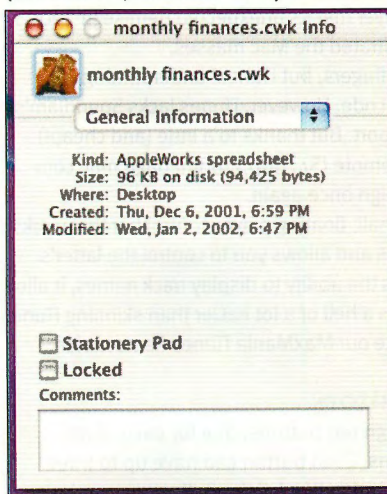 monthly finances.cwk Info
monthly finances.cwk
General Information
Kind: AppleWorks spreadsheet
Size: 96 KB on disk (94,425 bytes)
Where: Desktop
Created: Thu, Dec 6, 2001, 6:59 PM
Modified: Wed, Jan 2, 2002, 6:47 PM
Stationery Pad
Locked
Comments: